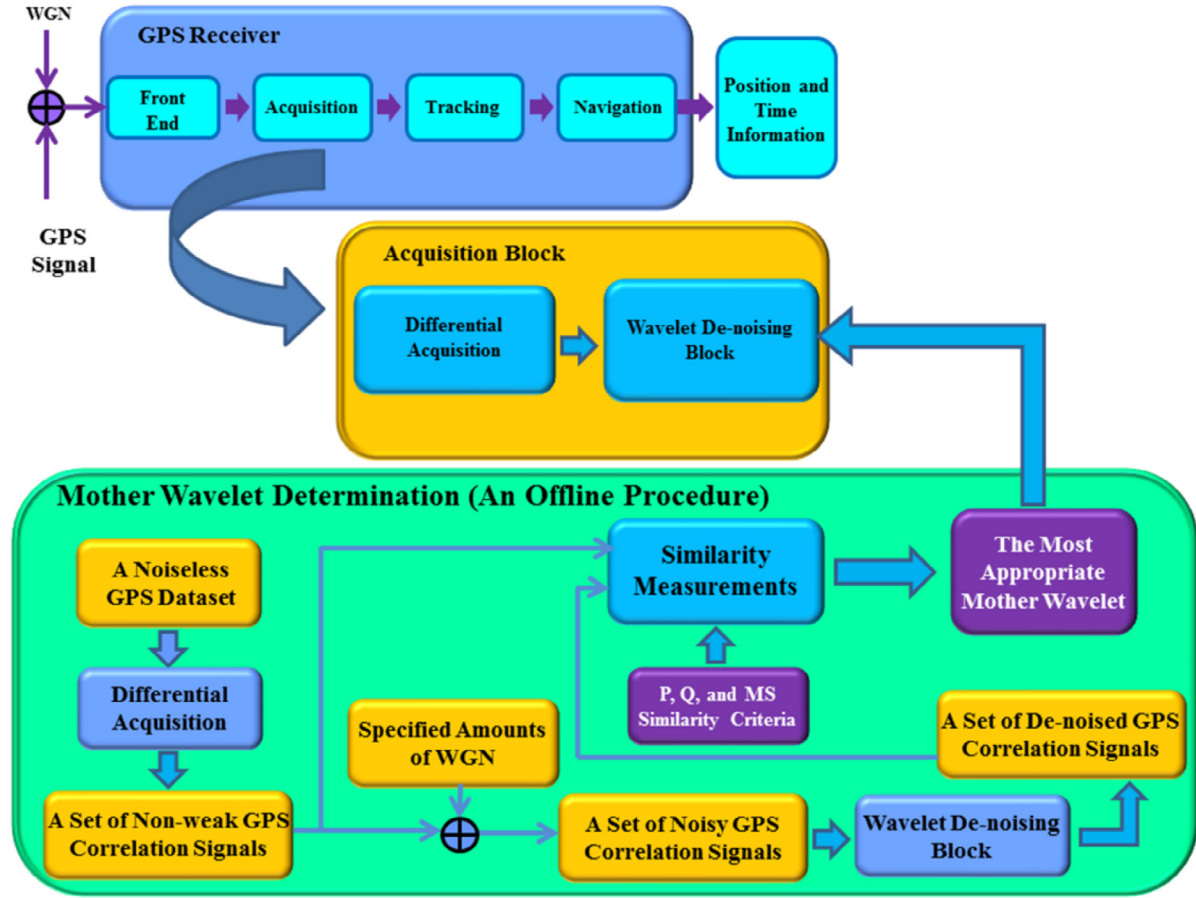 WGN
GPS Receiver
Front
End
Acquisition
Tracking
Navigation
Position and
Time
Information
GPS
Signal
Acquisition Block
Differential
Acquisition
Wavelet De-noising
Block
Mother Wavelet Determination (An Offline Procedure)
A Noiseless
GPS Dataset
Similarity
Measurements
The Most
Appropriate
Mother Wavelet
Differential
Acquisition
P, Q, and MS
Similarity Criteria
Specified Amounts
of WGN
A Set of De-noised GPS
Correlation Signals
A Set of Non-weak GPS
Correlation Signals
A Set of Noisy GPS
Correlation Signals
Wavelet De-noising
Block